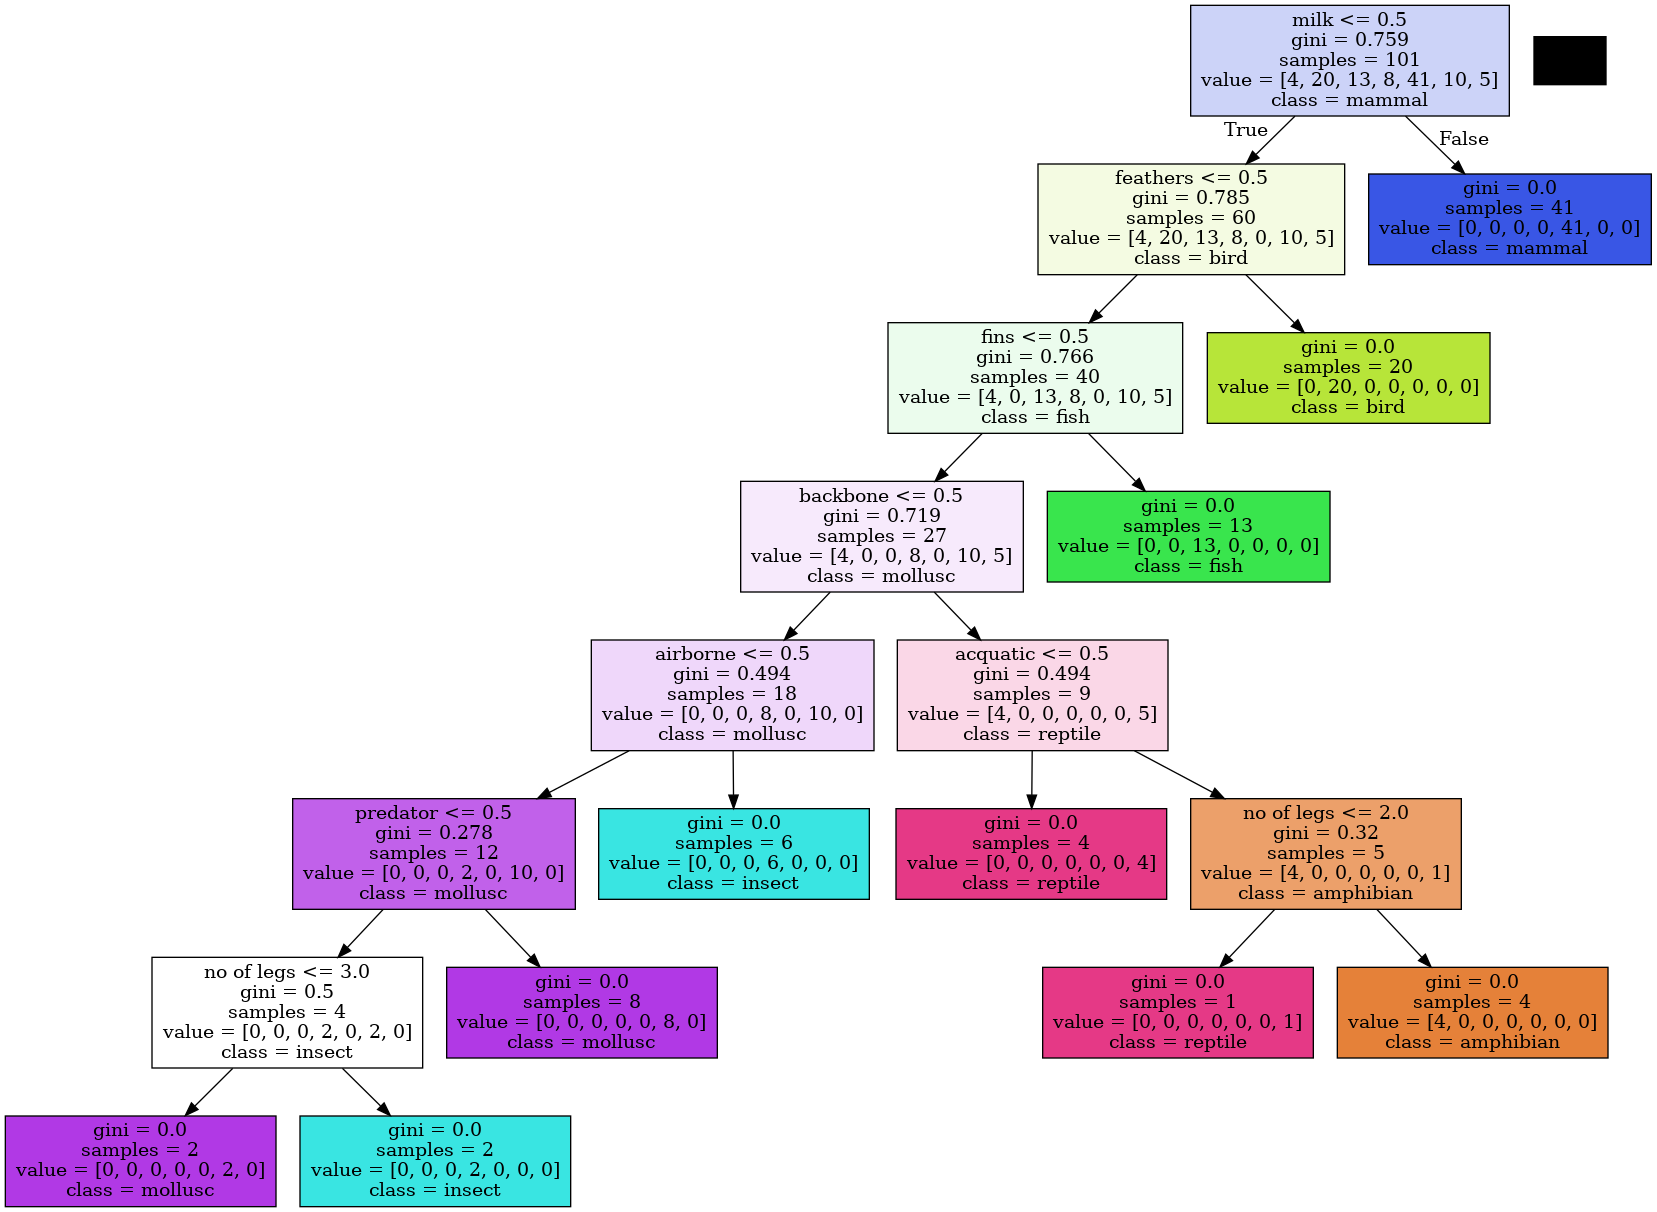 milk <= 0.5
gini = 0.759
samples = 101
value = [4, 20, 13, 8, 41, 10, 5]
class = mammal
True
False
feathers <= 0.5
gini = 0.785
samples = 60
value = [4, 20, 13, 8, 0, 10, 5]
class = bird
gini = 0.0
samples = 41
value = [0, 0, 0, 0, 41, 0, 0]
class = mammal
fins <= 0.5
gini = 0.766
samples = 40
value = [4, 0, 13, 8, 0, 10, 5]
class = fish
gini = 0.0
samples = 20
value = [0, 20, 0, 0, 0, 0, 0]
class = bird
backbone <= 0.5
gini = 0.719
samples = 27
value = [4, 0, 0, 8, 0, 10, 5]
class = mollusc
gini = 0.0
samples = 13
value = [0, 0, 13, 0, 0, 0, 0]
class = fish
airborne <= 0.5
gini = 0.494
samples = 18
value = [0, 0, 0, 8, 0, 10, 0]
class = mollusc
acquatic <= 0.5
gini = 0.494
samples = 9
value = [4, 0, 0, 0, 0, 0, 5]
class = reptile
predator <= 0.5
gini = 0.278
samples = 12
value = [0, 0, 0, 2, 0, 10, 0]
class = mollusc
gini = 0.0
samples = 6
value = [0, 0, 0, 6, 0, 0, 0]
class = insect
gini = 0.0
samples = 4
value = [0, 0, 0, 0, 0, 0, 4]
class = reptile
no of legs <= 2.0
gini = 0.32
samples = 5
value = [4, 0, 0, 0, 0, 0, 1]
class = amphibian
no of legs <= 3.0
gini = 0.5
samples = 4
value = [0, 0, 0, 2, 0, 2, 0]
class = insect
gini = 0.0
samples = 8
value = [0, 0, 0, 0, 0, 8, 0]
class = mollusc
gini = 0.0
samples = 1
value = [0, 0, 0, 0, 0, 0, 1]
class = reptile
gini = 0.0
samples = 4
value = [4, 0, 0, 0, 0, 0, 0]
class = amphibian
gini = 0.0
samples = 2
value = [0, 0, 0, 0, 0, 2, 0]
class = mollusc
gini = 0.0
samples = 2
value = [0, 0, 0, 2, 0, 0, 0]
class = insect